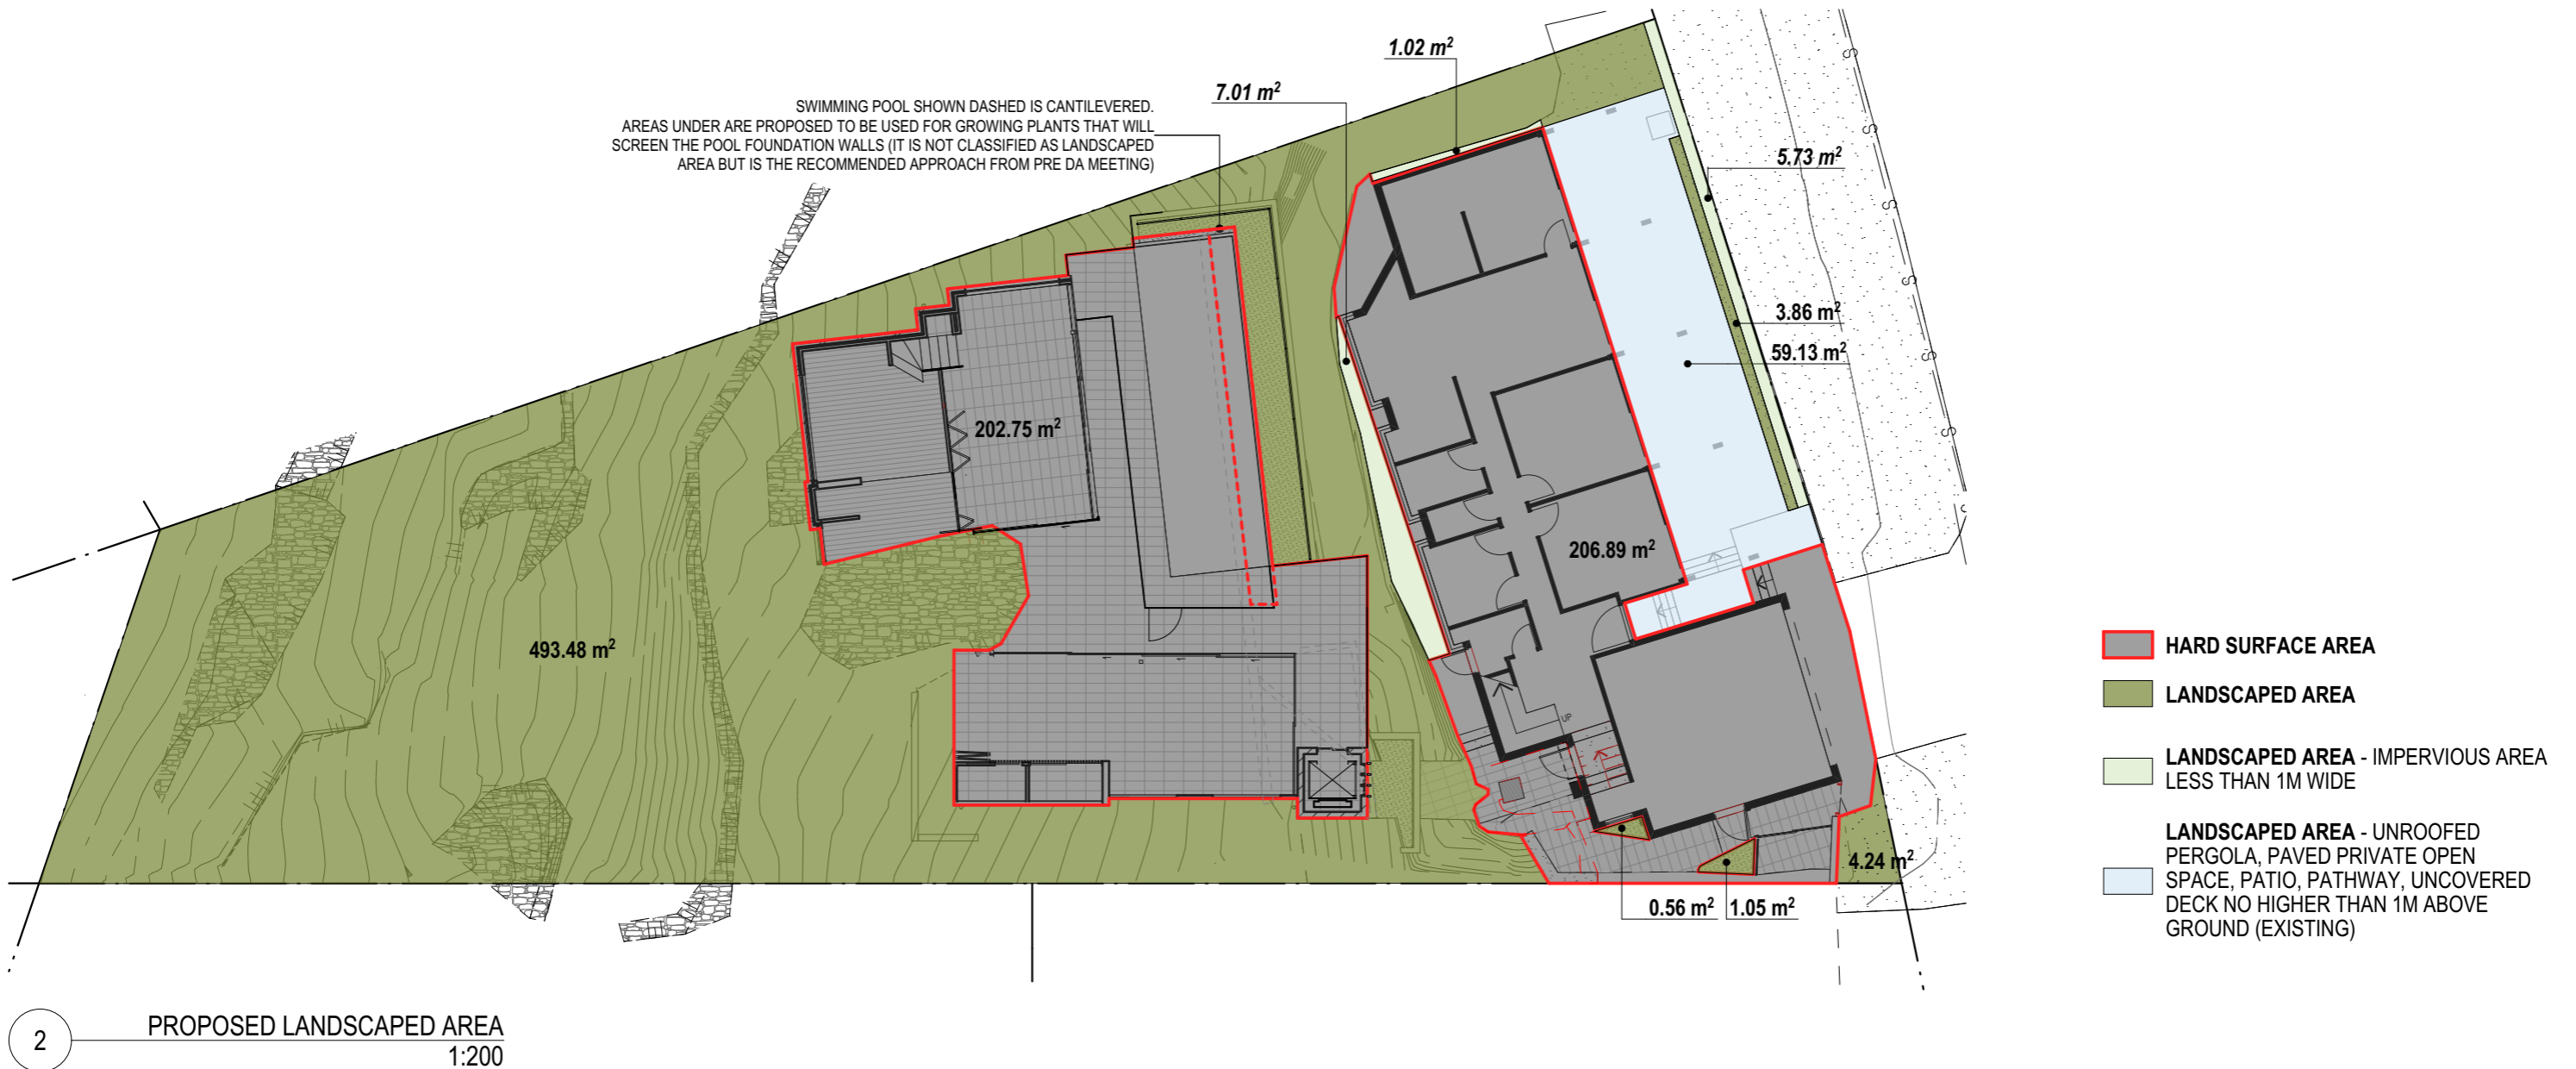 1.02 m²
7.01 m²
SWIMMING POOL SHOWN DASHED IS CANTILEVERED.
AREAS UNDER ARE PROPOSED TO BE USED FOR GROWING PLANTS THAT WILL
SCREEN THE POOL FOUNDATION WALLS (IT IS NOT CLASSIFIED AS LANDSCAPED
AREA BUT IS THE RECOMMENDED APPROACH FROM PRE DA MEETING)
5.73 m²
3.86 m²
59.13 m²
202.75 m²
206.89 m²
493.48 m²
UP
4.24 m²
0.56 m²
1.05 m²
S
S
S
S
S
S
HARD SURFACE AREA
LANDSCAPED AREA
LANDSCAPED AREA - IMPERVIOUS AREA
LESS THAN 1M WIDE
LANDSCAPED AREA - UNROOFED
PERGOLA, PAVED PRIVATE OPEN
SPACE, PATIO, PATHWAY, UNCOVERED
DECK NO HIGHER THAN 1M ABOVE
GROUND (EXISTING)
2
PROPOSED LANDSCAPED AREA
1:200